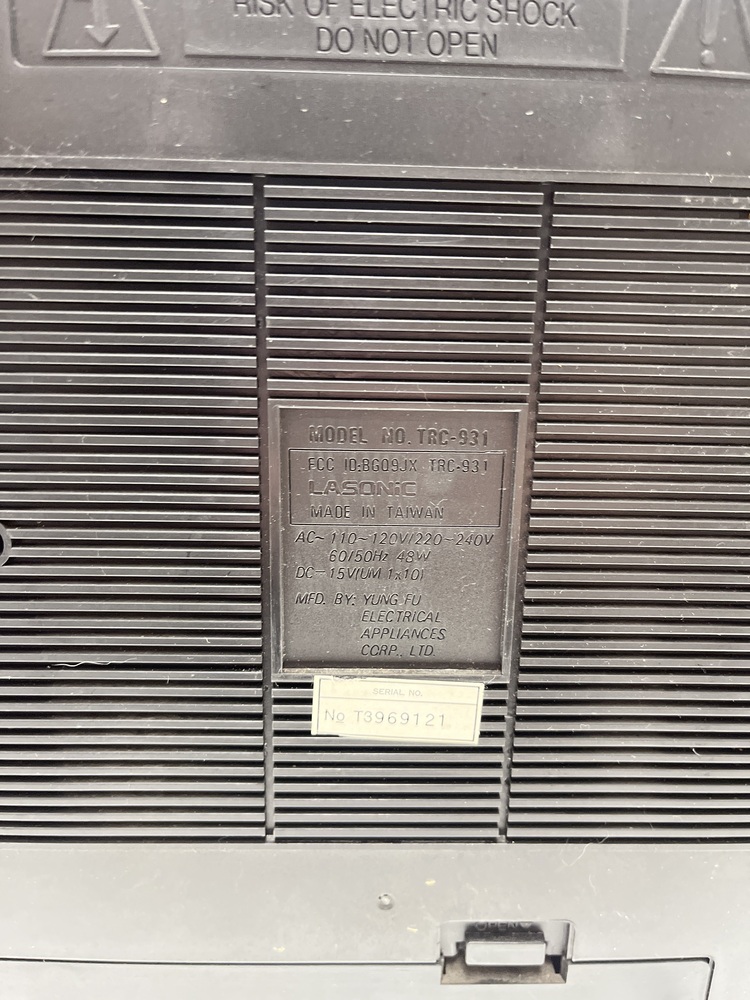 RISK OF ELECTRIC SHOCK
DO NOT OPEN
MODEL NO. TRC-931
FCC ID:BGQ9JX TRC-931
LASONIC
MADE IN TAIWAN
AC~110~120V/220~240V
60/50Hz 48W
DC⎓15V(UM 1x10)
MFD. BY: YUNG FU
ELECTRICAL
APPLIANCES
CORP., LTD.
SERIAL NO.
No T3969121